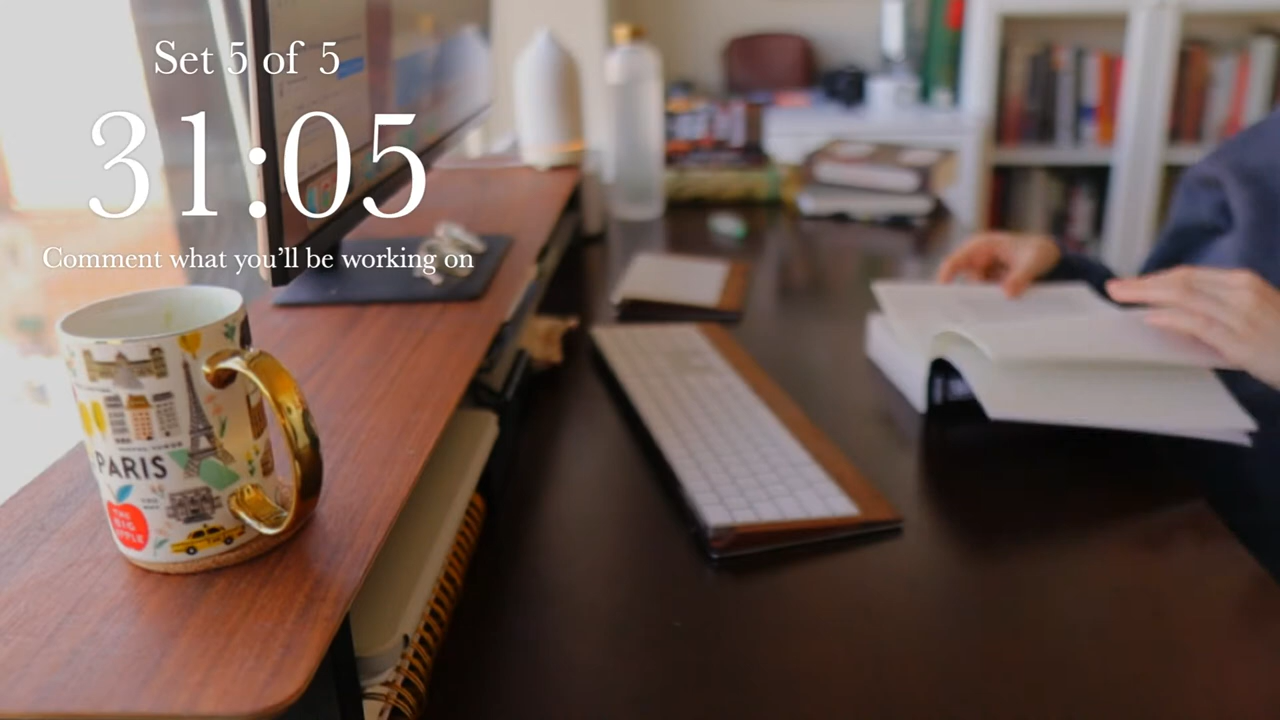 Set 5 of 5
31:05
Comment what you’ll be working on
PARIS
THE
BIG
APPLE